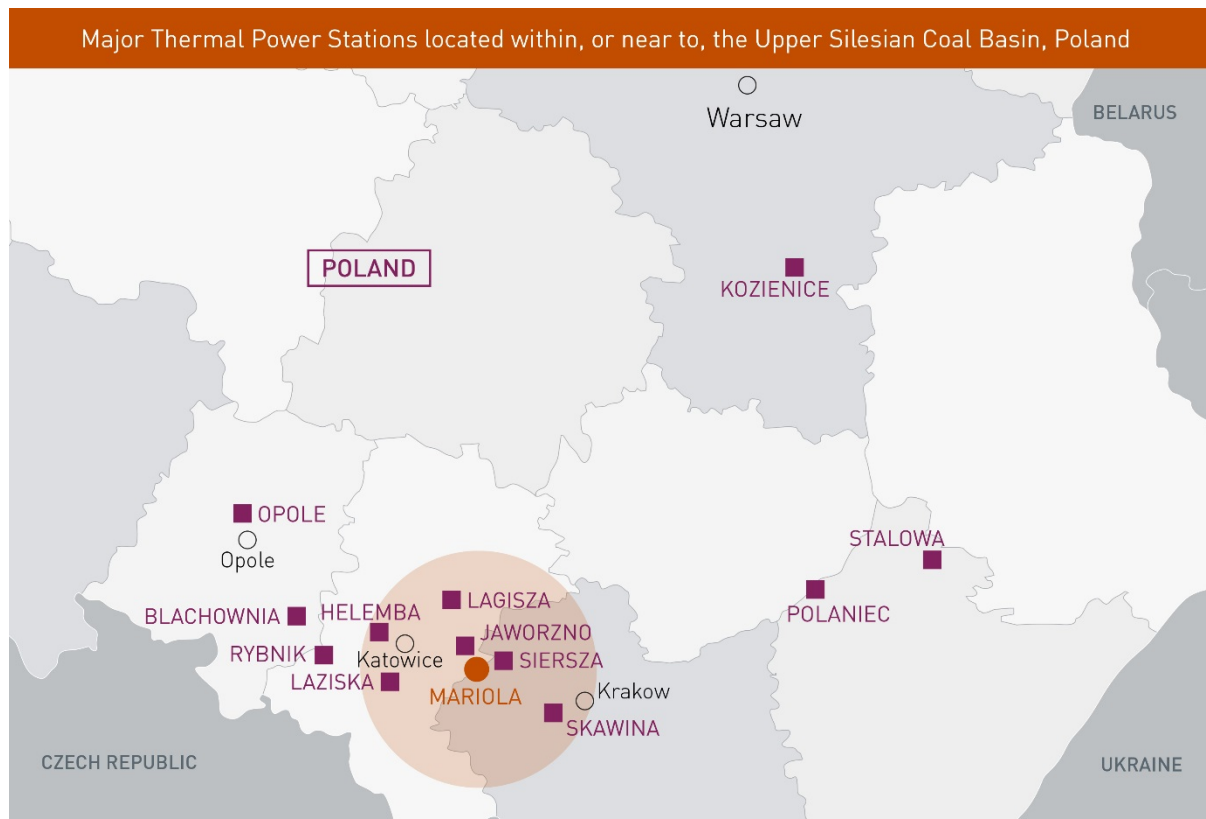 Major Thermal Power Stations located within, or near to, the Upper Silesian Coal Basin, Poland
Warsaw
BELARUS
POLAND
KOZIENICE
OPOLE
Opole
STALOWA
POLANIEC
BLACHOWNIA
HELEMBA
LAGISZA
JAWORZNO
RYBNIK
Katowice
SIERSZA
LAZISKA
MARIOLA
Krakow
SKAWINA
CZECH REPUBLIC
UKRAINE